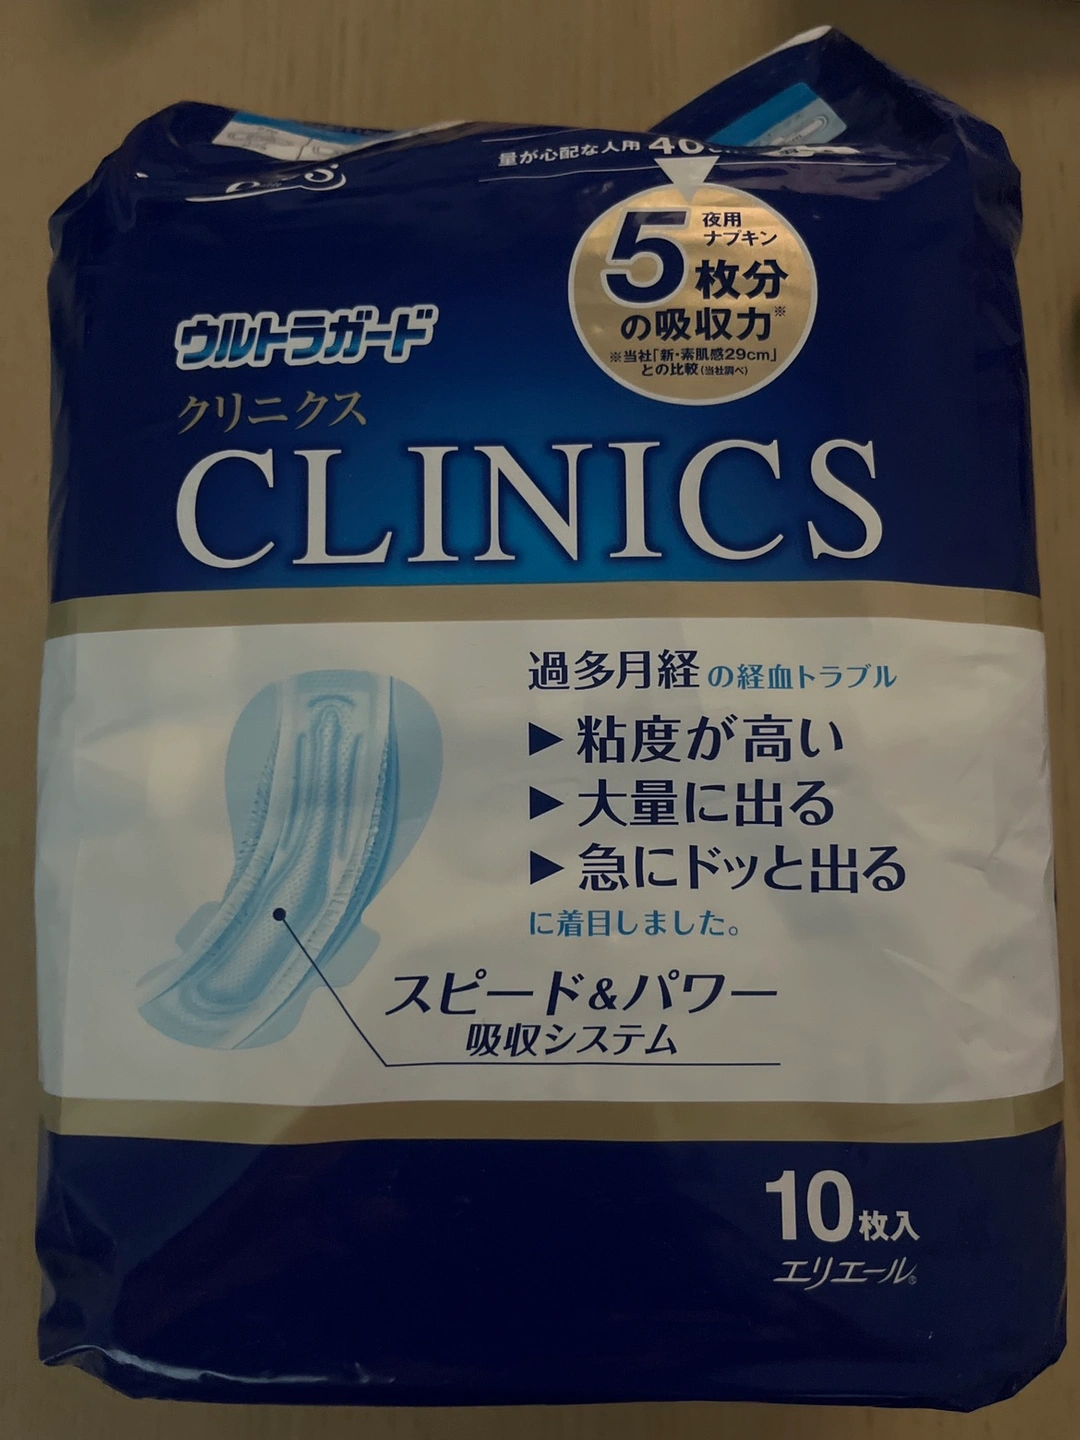 量が心配な人用 40
5 夜用
ナプキン
枚分
の吸収力※
※当社「新・素肌感29cm」
との比較(当社調べ)
ウルトラガード
クリニクス
CLINICS
過多月経の経血トラブル
▶粘度が高い
▶大量に出る
▶急にドッと出る
に着目しました。
スピード&パワー
吸収システム
10枚入
エリエール®